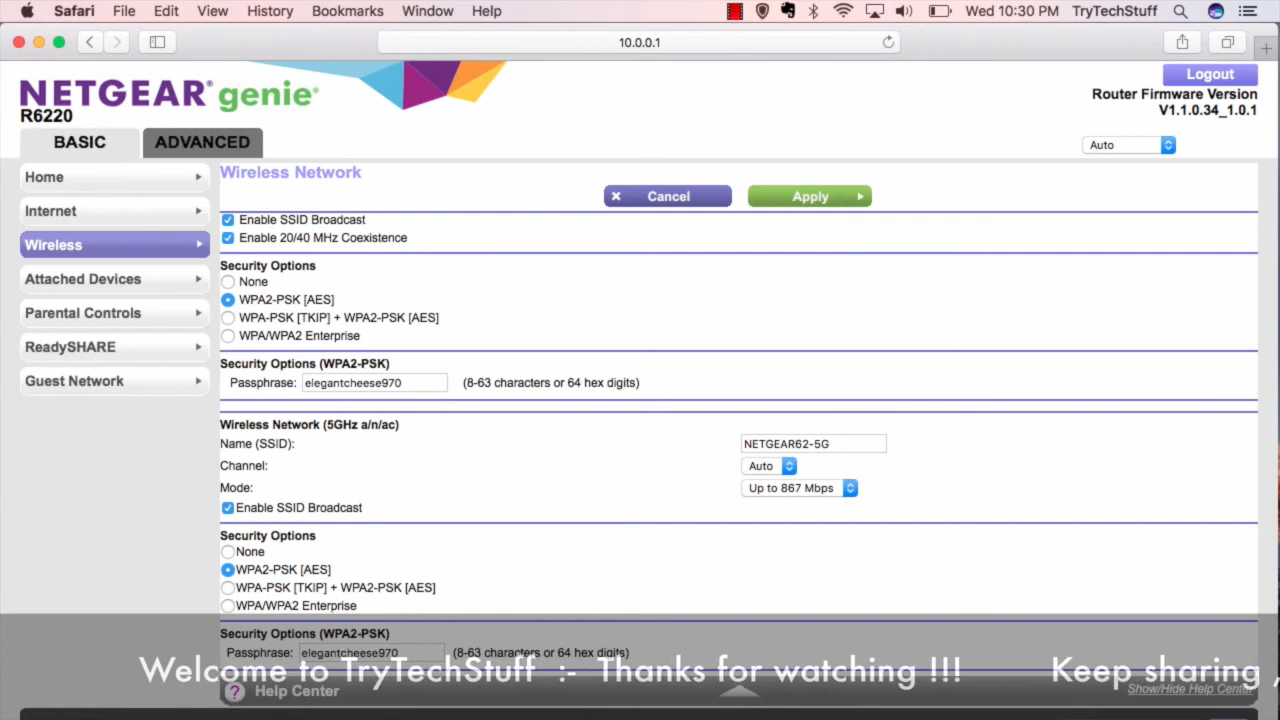 Safari File Edit View History Bookmarks Window Help Wed 10:30 PM TryTechStuff
10.0.0.1
NETGEAR® genie®
R6220
Logout
Router Firmware Version
V1.1.0.34_1.0.1
BASIC ADVANCED
Auto
Home
Internet
Wireless
Attached Devices
Parental Controls
ReadySHARE
Guest Network
Wireless Network
Cancel Apply
Enable SSID Broadcast
Enable 20/40 MHz Coexistence
Security Options
None
WPA2-PSK [AES]
WPA-PSK [TKIP] + WPA2-PSK [AES]
WPA/WPA2 Enterprise
Security Options (WPA2-PSK)
Passphrase: elegantcheese970 (8-63 characters or 64 hex digits)
Wireless Network (5GHz a/n/ac)
Name (SSID): NETGEAR62-5G
Channel: Auto
Mode: Up to 867 Mbps
Enable SSID Broadcast
Security Options
None
WPA2-PSK [AES]
WPA-PSK [TKIP] + WPA2-PSK [AES]
WPA/WPA2 Enterprise
Security Options (WPA2-PSK)
Passphrase: elegantcheese970 (8-63 characters or 64 hex digits)
Welcome to TryTechStuff :- Thanks for watching !!! Keep sharing ,
? Help Center
Show/Hide Help Center